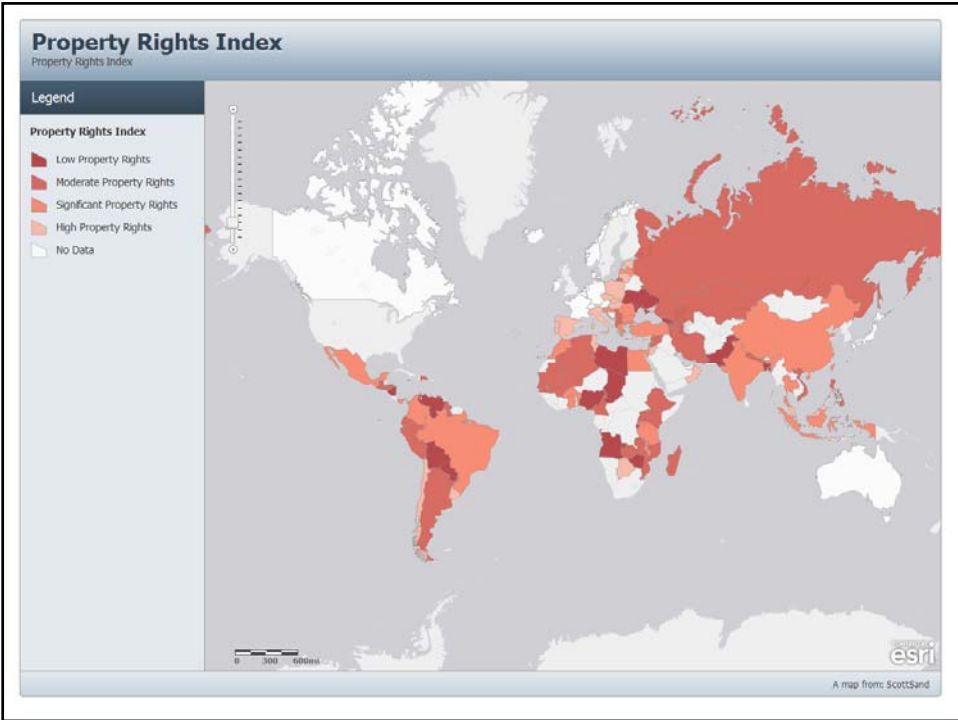 Property Rights Index
Property Rights Index
Legend
Property Rights Index
Low Property Rights
Moderate Property Rights
Significant Property Rights
High Property Rights
No Data
0 300 600mi
esri
A map from: ScottSand